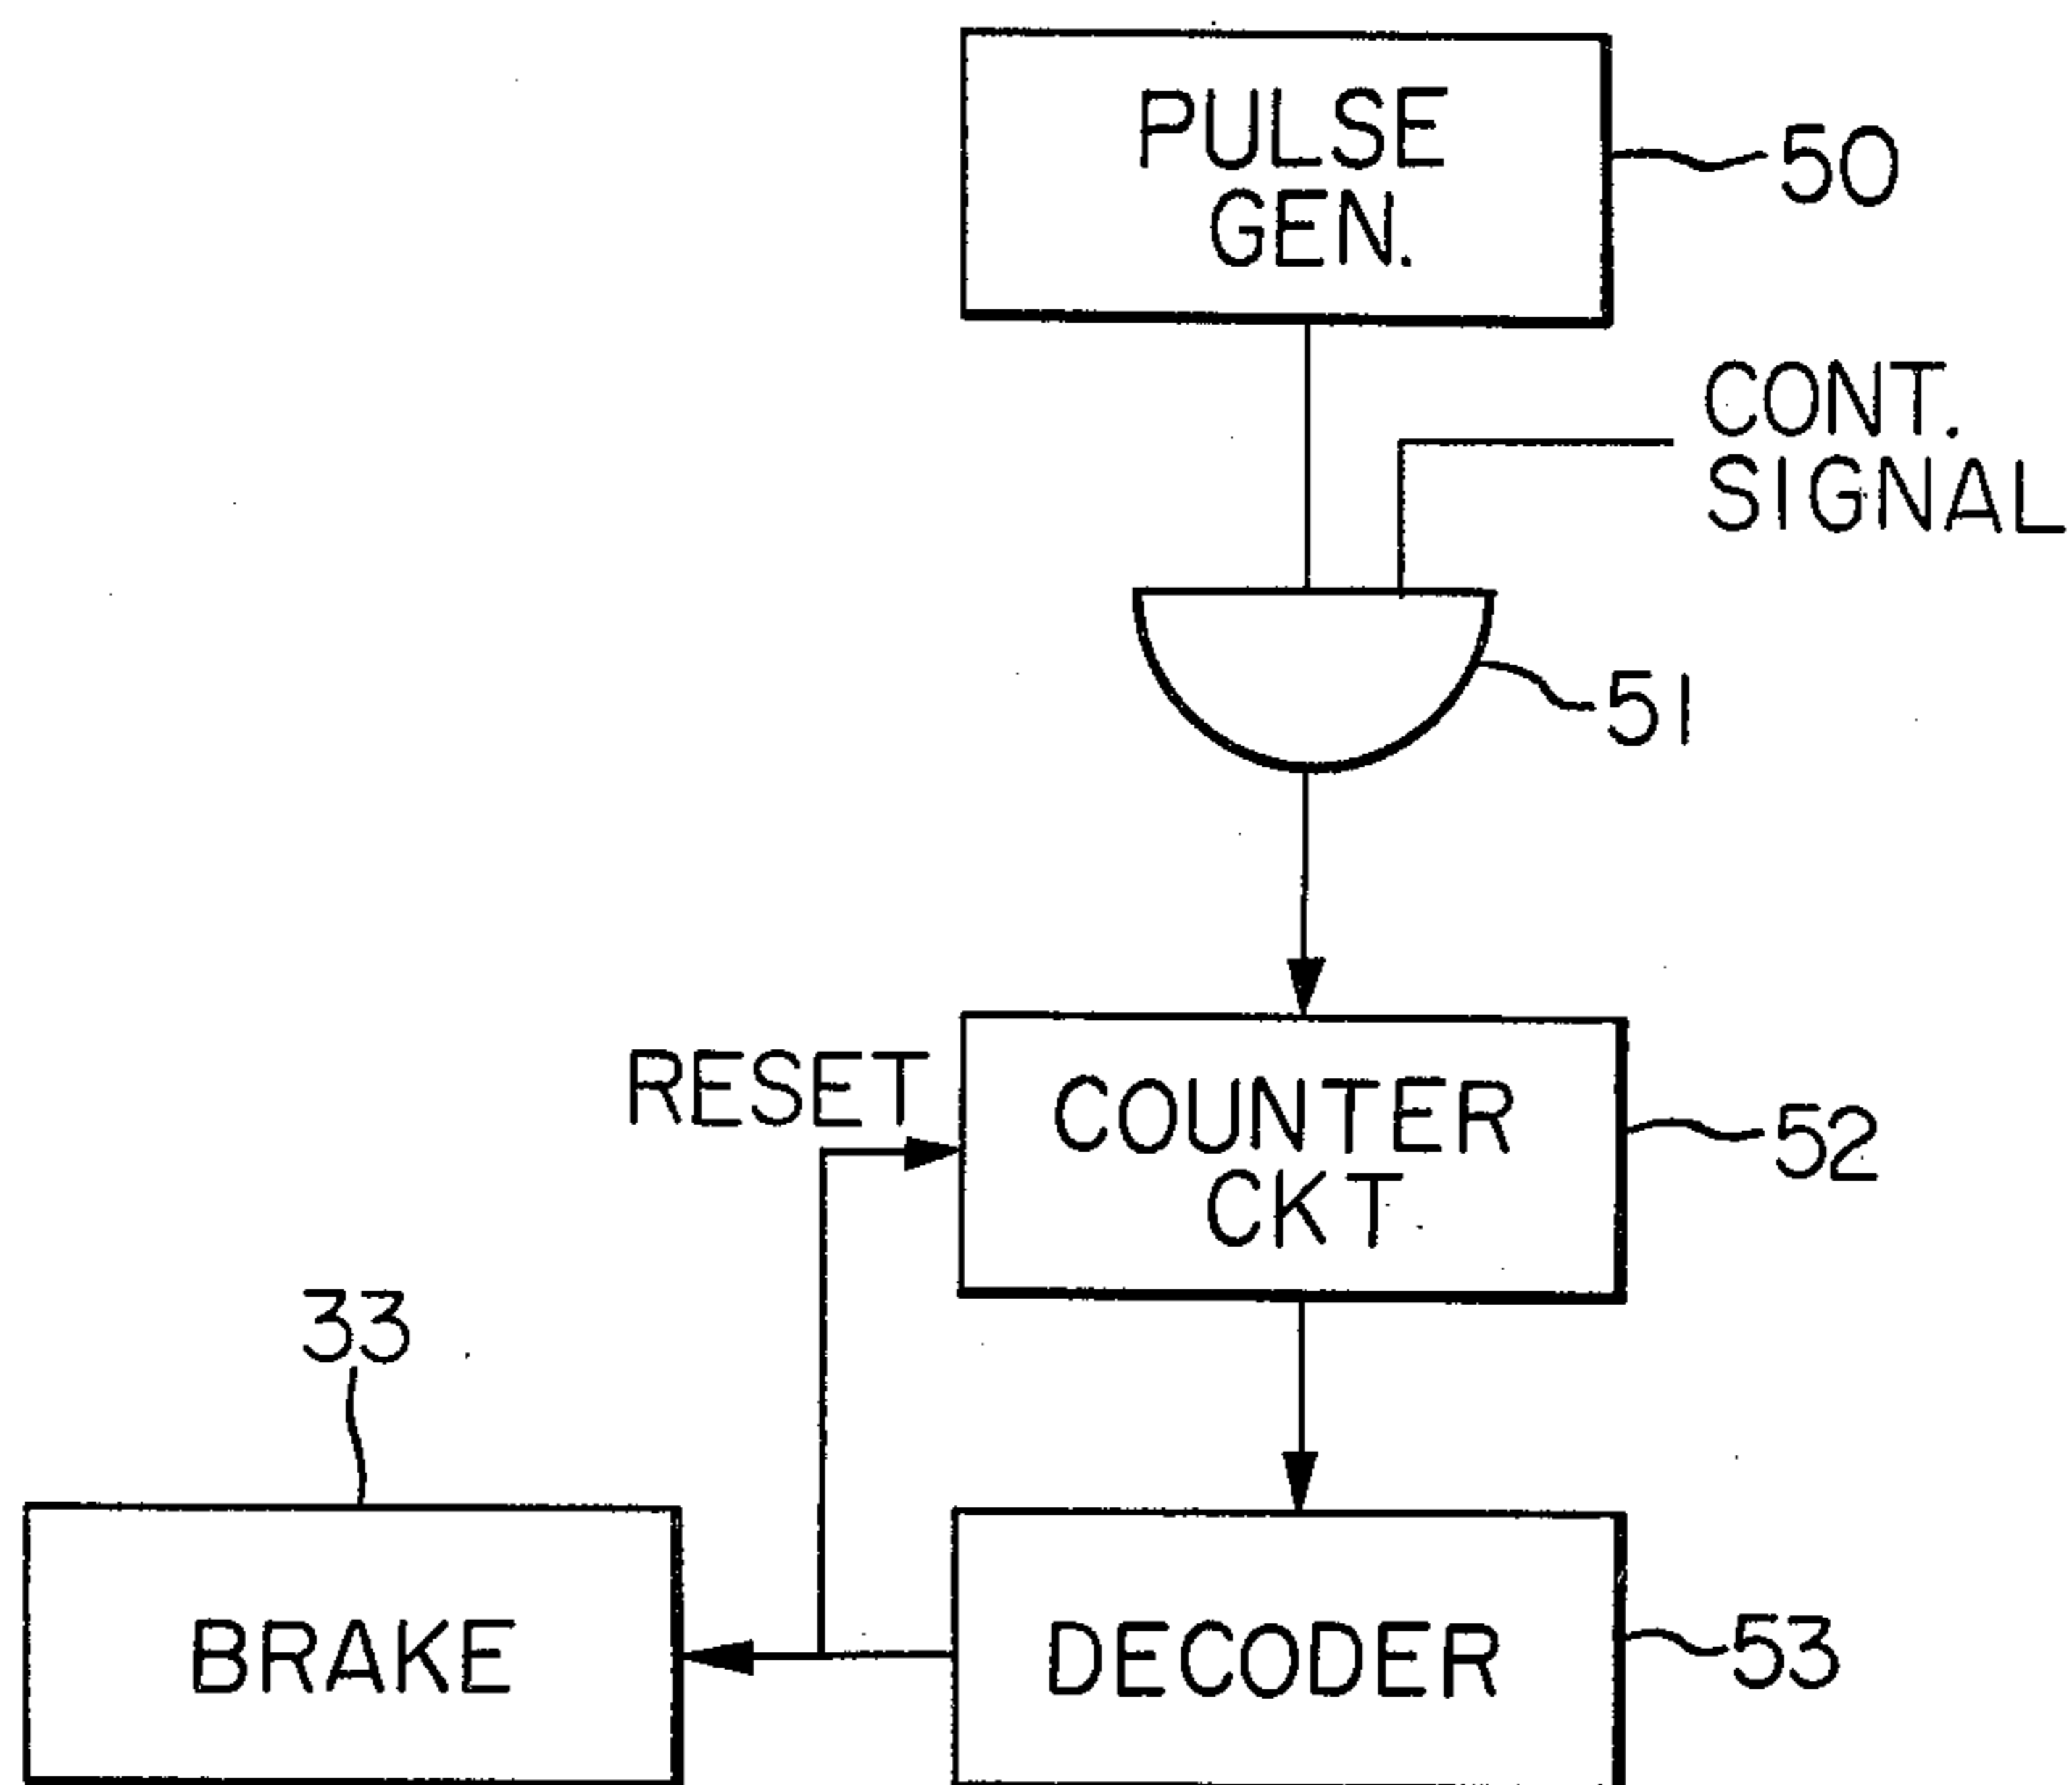 PULSE
GEN.
50
CONT.
SIGNAL
51
RESET
COUNTER
CKT
52
33
BRAKE
DECODER
53